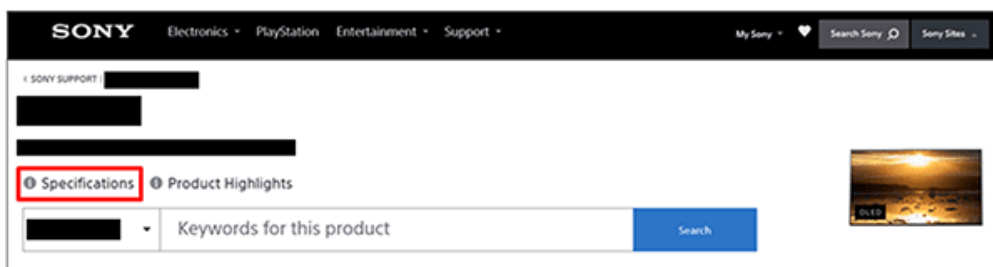 SONY Electronics PlayStation Entertainment Support My Sony Search Sony Sony Sites
SONY SUPPORT
Specifications Product Highlights
Keywords for this product Search
OLED